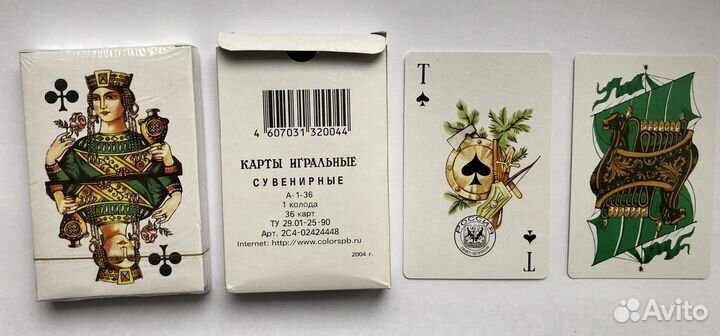 4 607031 320044
КАРТЫ ИГРАЛЬНЫЕ
СУВЕНИРНЫЕ
А-1-36
1 колода
36 карт
ТУ 29.01-25-90
Арт. 2С4-02424448
Internet: http://www.colorspb.ru
2004 г.
Т
РОССИЯ
Т
Avito